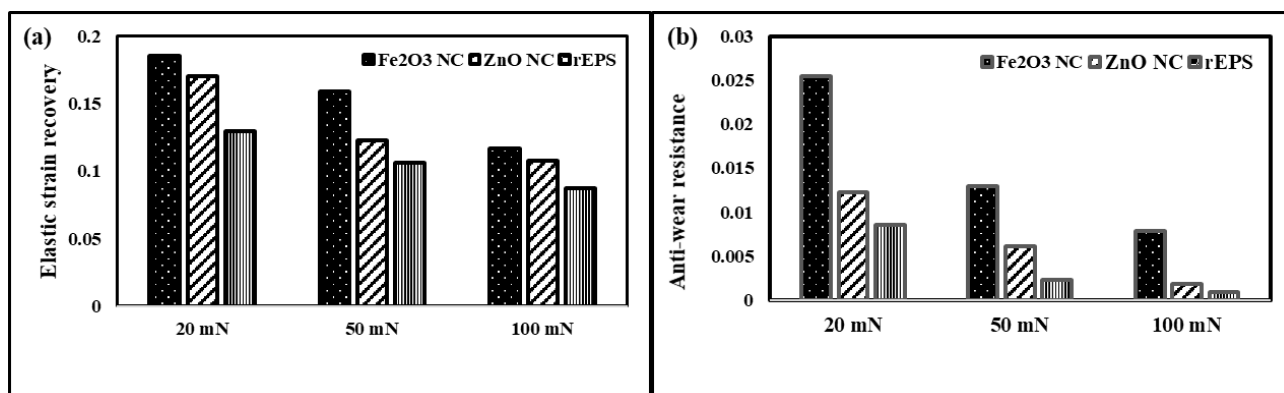 (a)
0.2
0.15
0.1
0.05
0
Elastic strain recovery
Fe2O3 NC ZnO NC rEPS
20 mN 50 mN 100 mN
(b)
0.03
0.025
0.02
0.015
0.01
0.005
0
Anti-wear resistance
Fe2O3 NC ZnO NC rEPS
20 mN 50 mN 100 mN